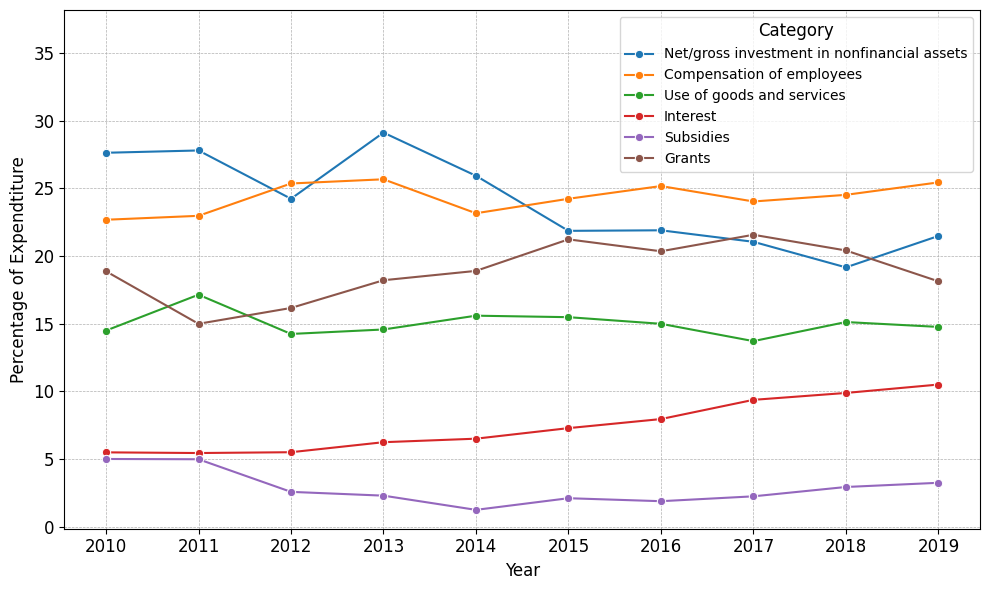 Category
Net/gross investment in nonfinancial assets
Compensation of employees
Use of goods and services
Interest
Subsidies
Grants
Percentage of Expendtiture
35
30
25
20
15
10
5
0
2010 2011 2012 2013 2014 2015 2016 2017 2018 2019
Year